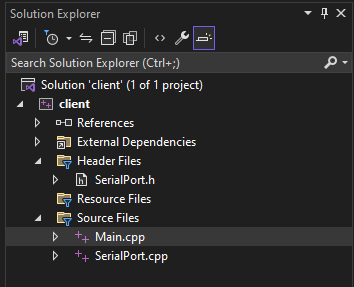 Solution Explorer
Search Solution Explorer (Ctrl+;)
Solution 'client' (1 of 1 project)
client
References
External Dependencies
Header Files
SerialPort.h
Resource Files
Source Files
Main.cpp
SerialPort.cpp